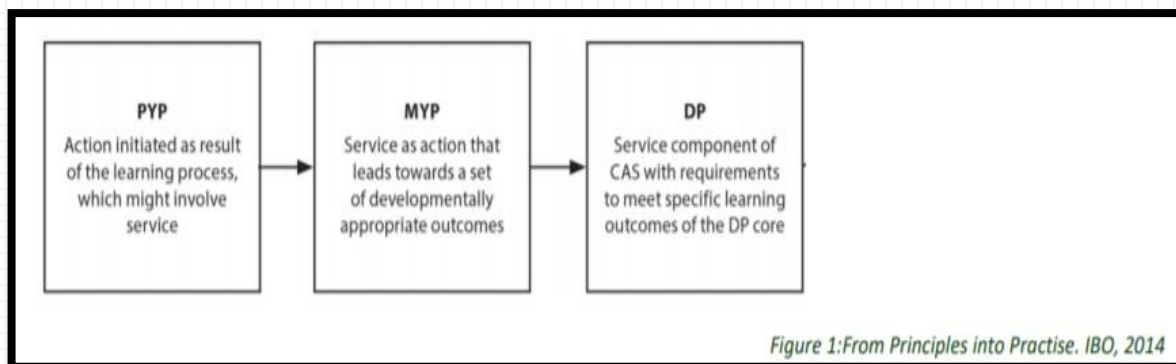 PYP
Action initiated as result
of the learning process,
which might involve
service
MYP
Service as action that
leads towards a set
of developmentally
appropriate outcomes
DP
Service component of
CAS with requirements
to meet specific learning
outcomes of the DP core
Figure 1:From Principles into Practise. IBO, 2014